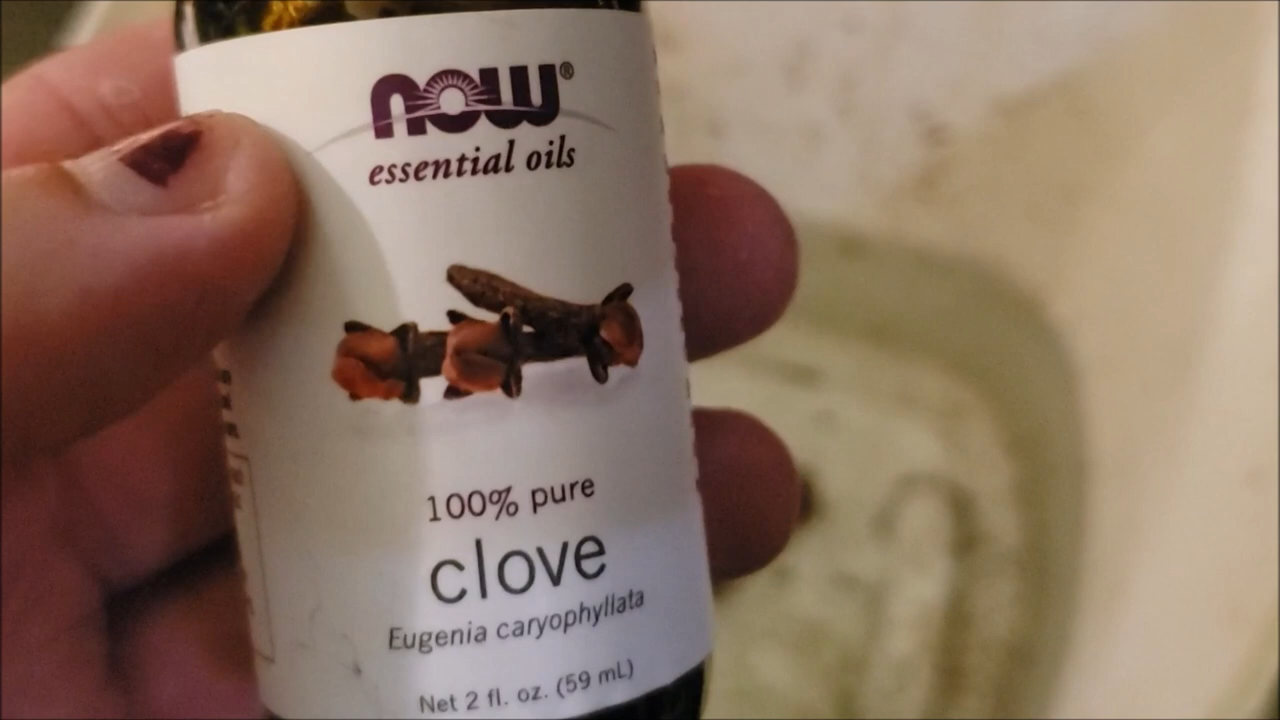 NOW®
essential oils
100% pure
clove
Eugenia caryophyllata
Net 2 fl. oz. (59 mL)